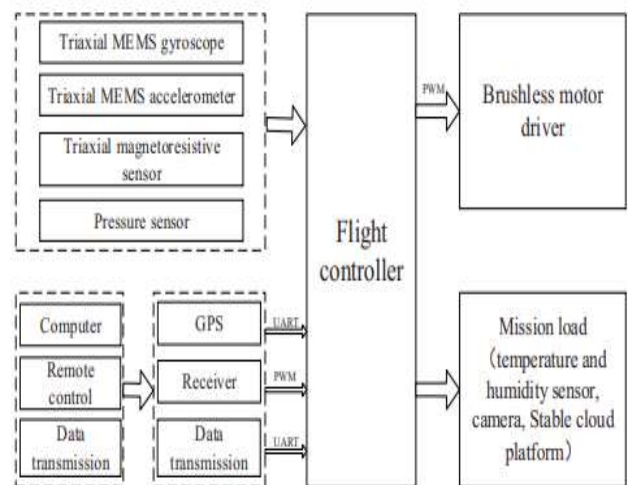 Triaxial MEMS gyroscope
Triaxial MEMS accelerometer
Triaxial magnetoresistive
sensor
Pressure sensor
Computer
Remote
control
Data
transmission
GPS
Receiver
Data
transmission
UART
PWM
UART
Flight
controller
PWM
Brushless motor
driver
Mission load
（temperature and
humidity sensor,
camera, Stable cloud
platform）